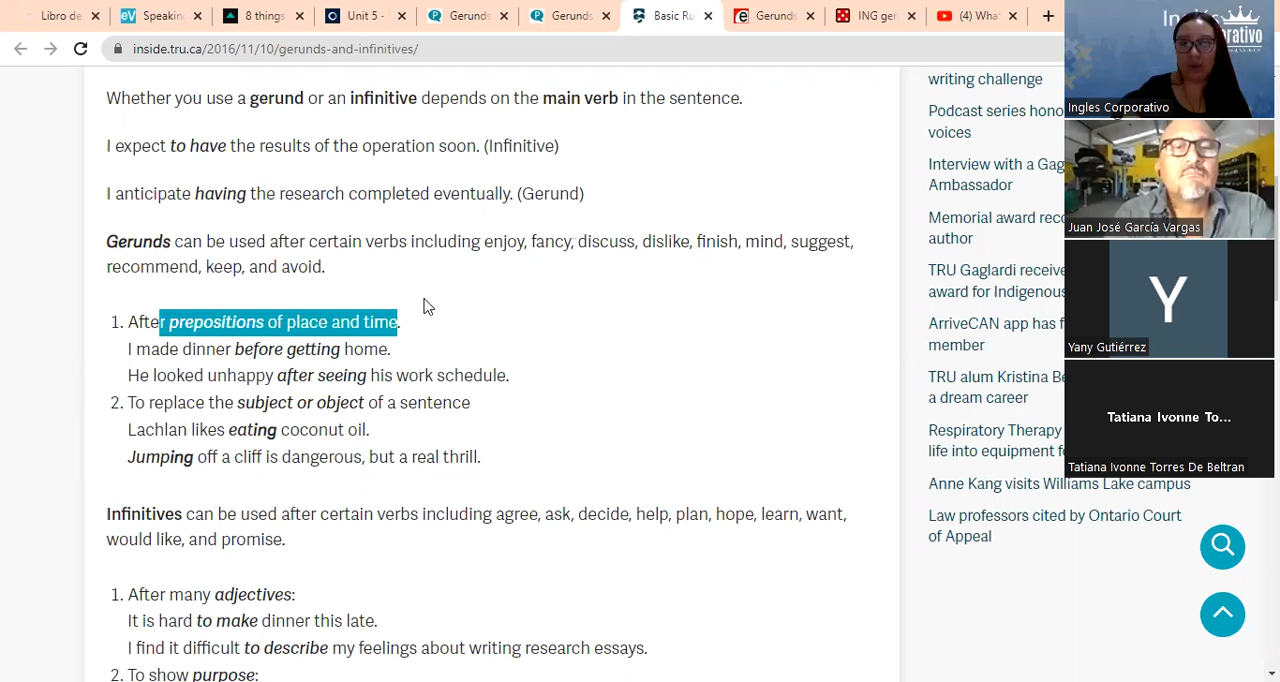 Libro de
Speakin
8 things
Unit 5 -
Gerunds
Gerunds
Basic Ru
Gerunds
ING ger
(4) Wha
inside.tru.ca/2016/11/10/gerunds-and-infinitives/
Whether you use a gerund or an infinitive depends on the main verb in the sentence.
I expect to have the results of the operation soon. (Infinitive)
I anticipate having the research completed eventually. (Gerund)
Gerunds can be used after certain verbs including enjoy, fancy, discuss, dislike, finish, mind, suggest,
recommend, keep, and avoid.
1. After prepositions of place and time.
I made dinner before getting home.
He looked unhappy after seeing his work schedule.
2. To replace the subject or object of a sentence
Lachlan likes eating coconut oil.
Jumping off a cliff is dangerous, but a real thrill.
Infinitives can be used after certain verbs including agree, ask, decide, help, plan, hope, learn, want,
would like, and promise.
1. After many adjectives:
It is hard to make dinner this late.
I find it difficult to describe my feelings about writing research essays.
2. To show purpose:
writing challenge
Podcast series hono
voices
Interview with a Gag
Ambassador
Memorial award reco
author
TRU Gaglardi receive
award for Indigenous
ArriveCAN app has f
member
TRU alum Kristina Be
a dream career
Respiratory Therapy
life into equipment f
Anne Kang visits Williams Lake campus
Law professors cited by Ontario Court
of Appeal
Ingles Corporativo
Juan José García Vargas
Y
Yany Gutiérrez
Tatiana Ivonne To...
Tatiana Ivonne Torres De Beltran